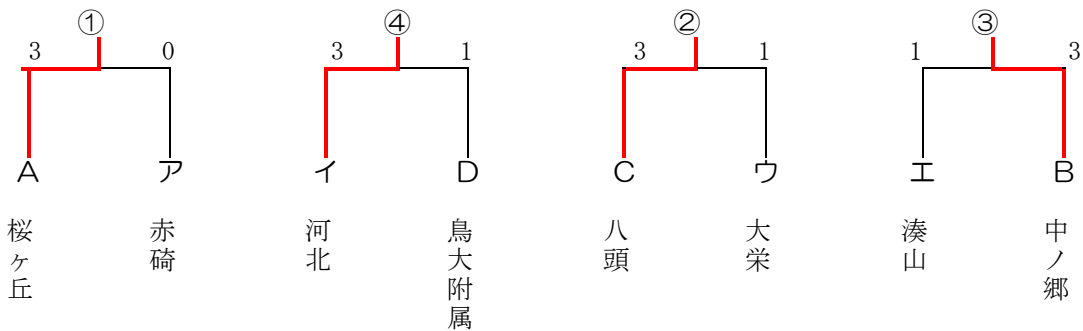 ① ④ ② ③
3 0 3 1 3 1 1 3
A ア イ D C ウ エ B
桜ヶ丘
赤碕
河北
鳥大附属
八頭
大栄
湊山
中ノ郷